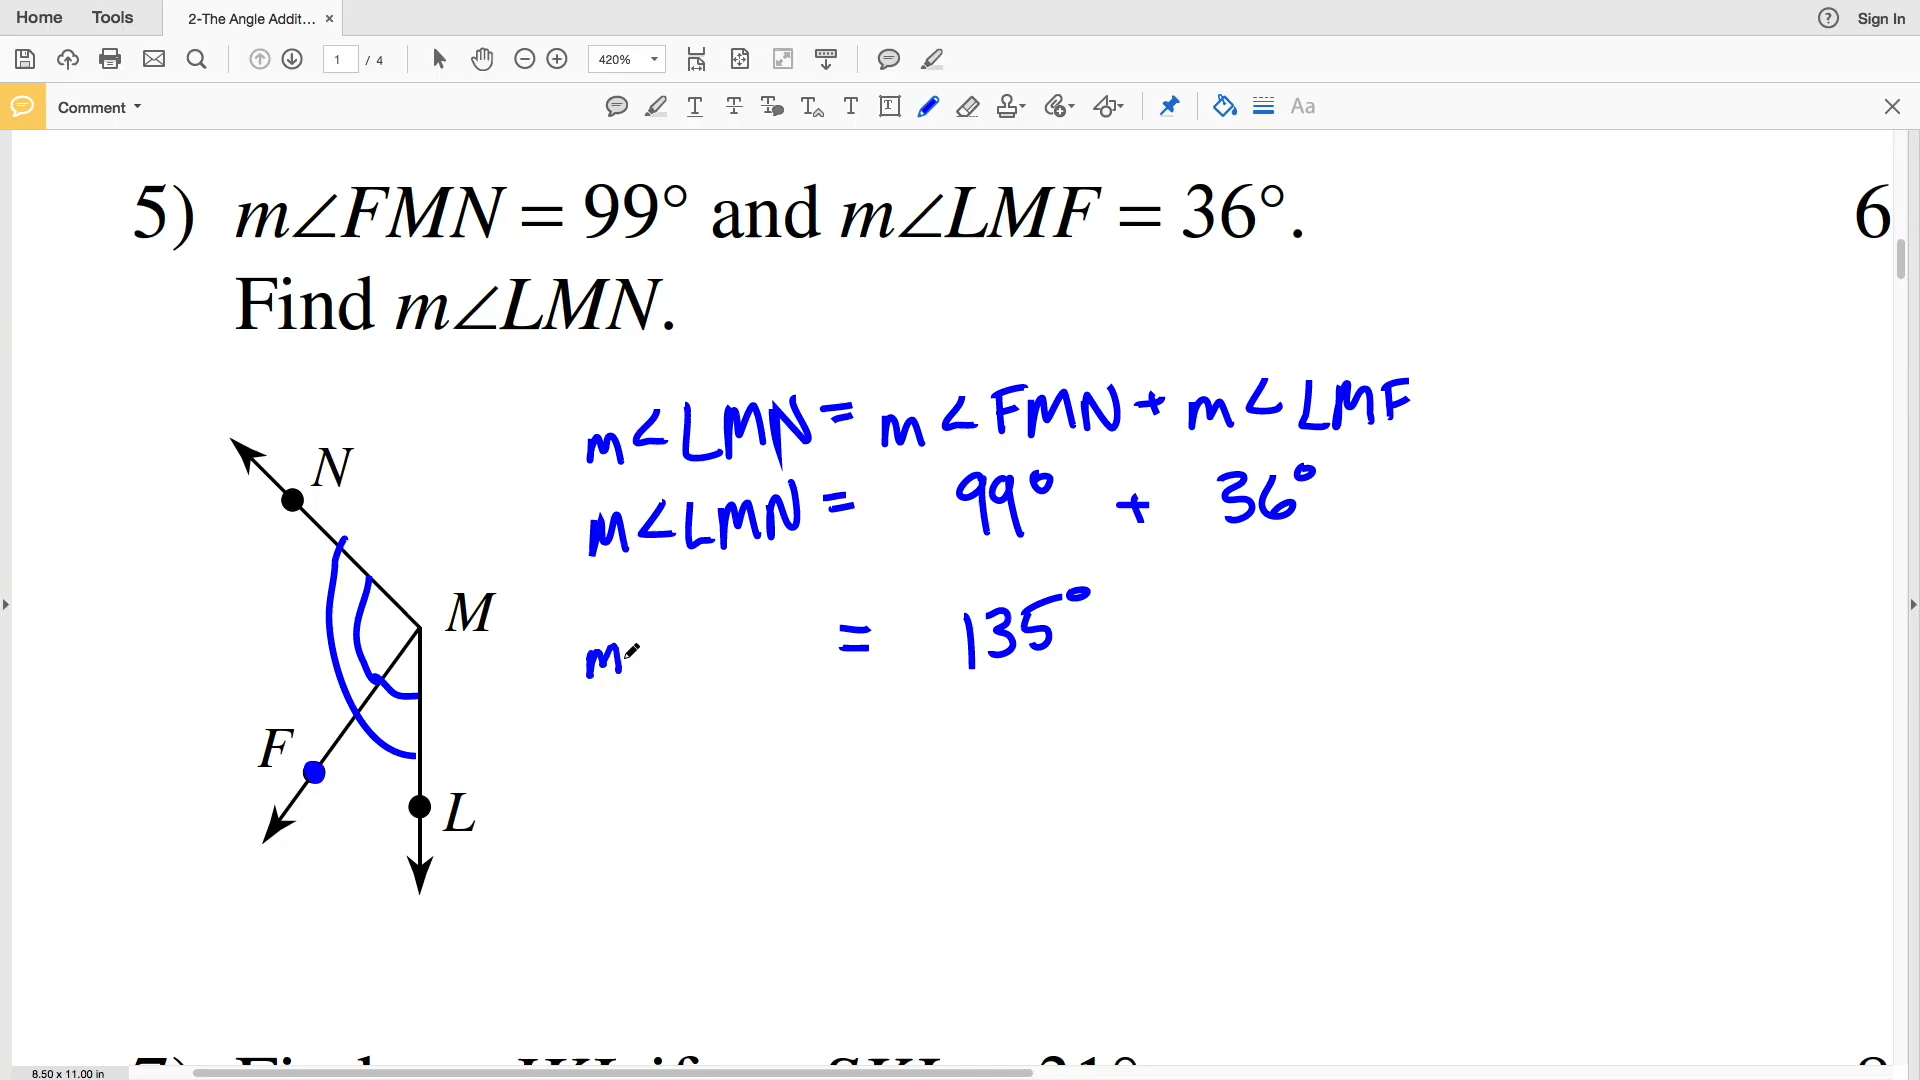 Home Tools 2-The Angle Addit... × ? Sign In
1 / 4 420%
Comment T T T T T T Aa
5) m∠FMN = 99° and m∠LMF = 36°. 6
Find m∠LMN.
m∠LMN = m∠FMN + m∠LMF
N
m∠LMN = 99° + 36°
M
= 135°
m
F
L
8.50 x 11.00 in